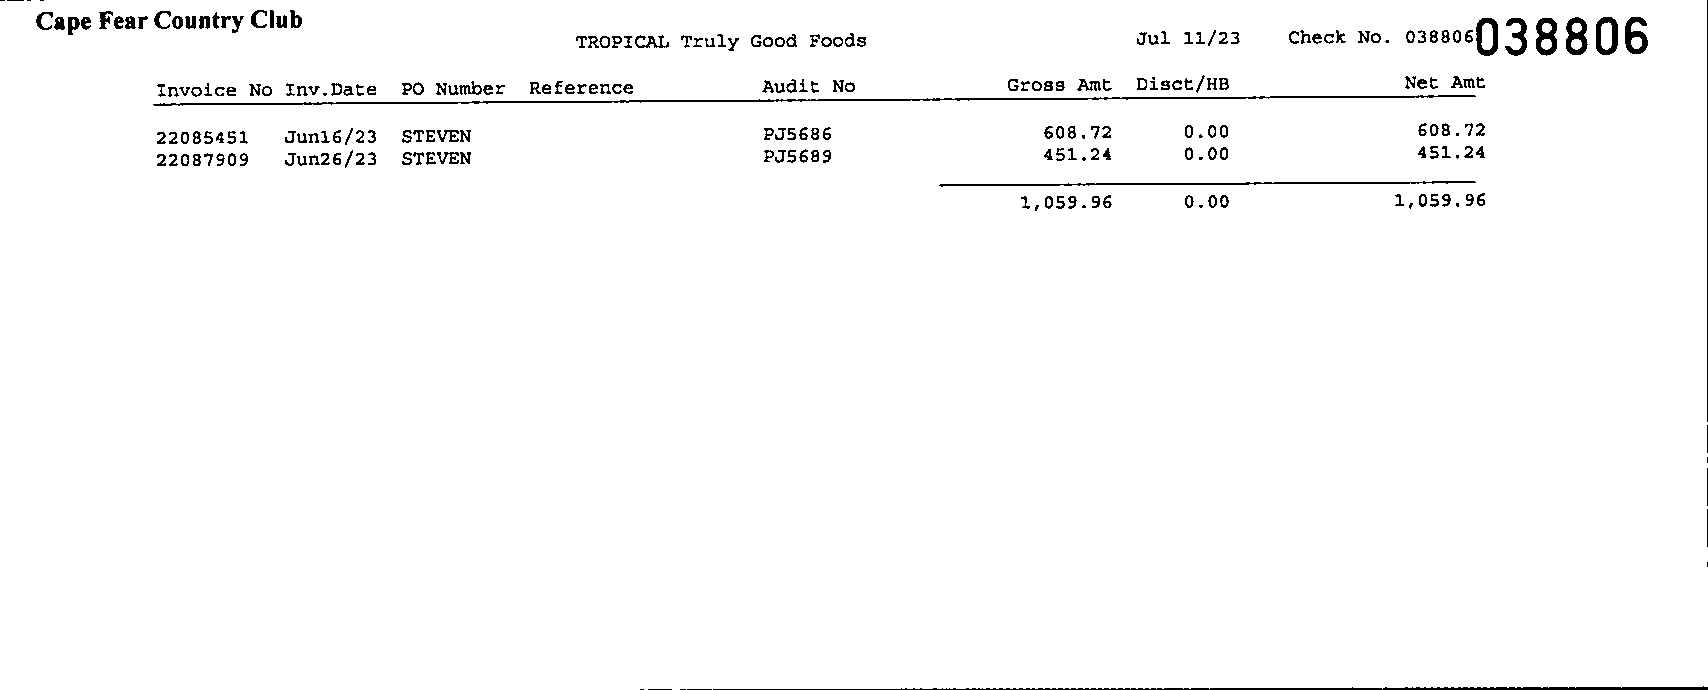 Cape Fear Country Club
TROPICAL Truly Good Foods Jul 11/23 Check No. 038806 038806
Invoice No Inv.Date PO Number Reference Audit No Gross Amt Disct/HB Net Amt
22085451 Jun16/23 STEVEN PJ5686 608.72 0.00 608.72
22087909 Jun26/23 STEVEN PJ5689 451.24 0.00 451.24
1,059.96 0.00 1,059.96